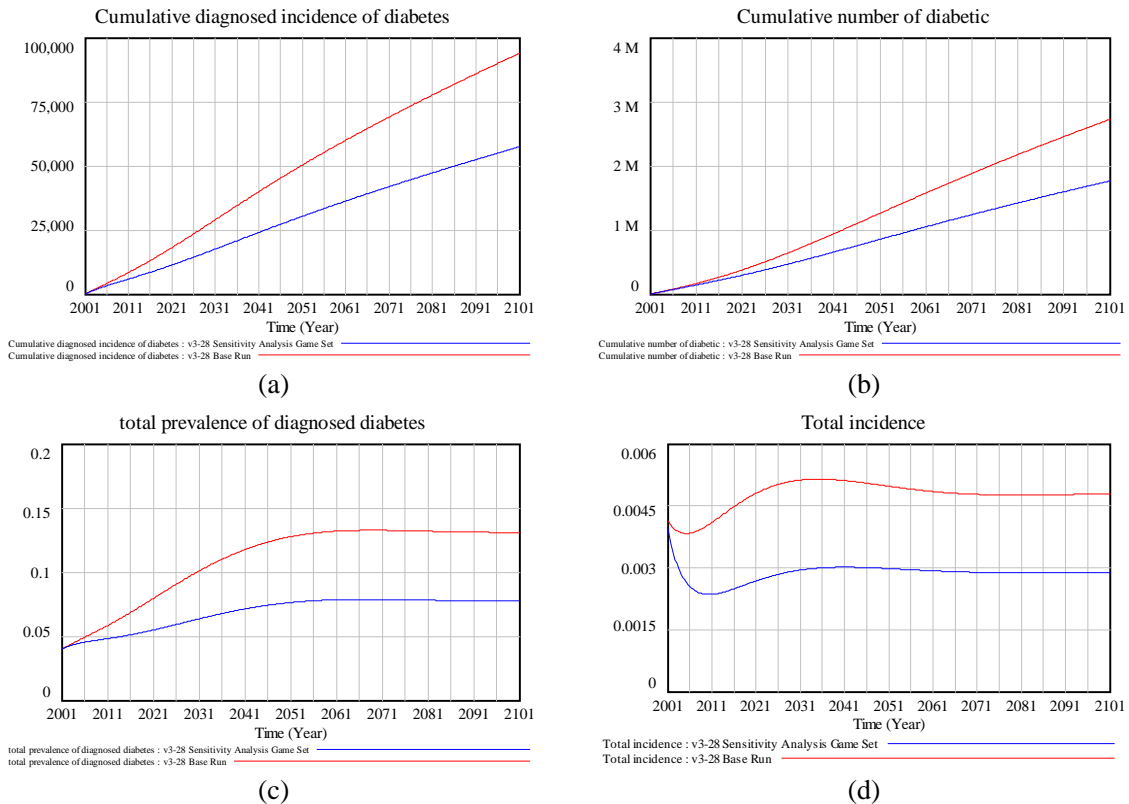 Cumulative diagnosed incidence of diabetes
100,000
75,000
50,000
25,000
0
2001 2011 2021 2031 2041 2051 2061 2071 2081 2091 2101
Time (Year)
Cumulative diagnosed incidence of diabetes : v3-28 Sensitivity Analysis Game Set
Cumulative diagnosed incidence of diabetes : v3-28 Base Run
(a)
Cumulative number of diabetic
4 M
3 M
2 M
1 M
0
2001 2011 2021 2031 2041 2051 2061 2071 2081 2091 2101
Time (Year)
Cumulative number of diabetic : v3-28 Sensitivity Analysis Game Set
Cumulative number of diabetic : v3-28 Base Run
(b)
total prevalence of diagnosed diabetes
0.2
0.15
0.1
0.05
0
2001 2011 2021 2031 2041 2051 2061 2071 2081 2091 2101
Time (Year)
total prevalence of diagnosed diabetes : v3-28 Sensitivity Analysis Game Set
total prevalence of diagnosed diabetes : v3-28 Base Run
(c)
Total incidence
0.006
0.0045
0.003
0.0015
0
2001 2011 2021 2031 2041 2051 2061 2071 2081 2091 2101
Time (Year)
Total incidence : v3-28 Sensitivity Analysis Game Set
Total incidence : v3-28 Base Run
(d)